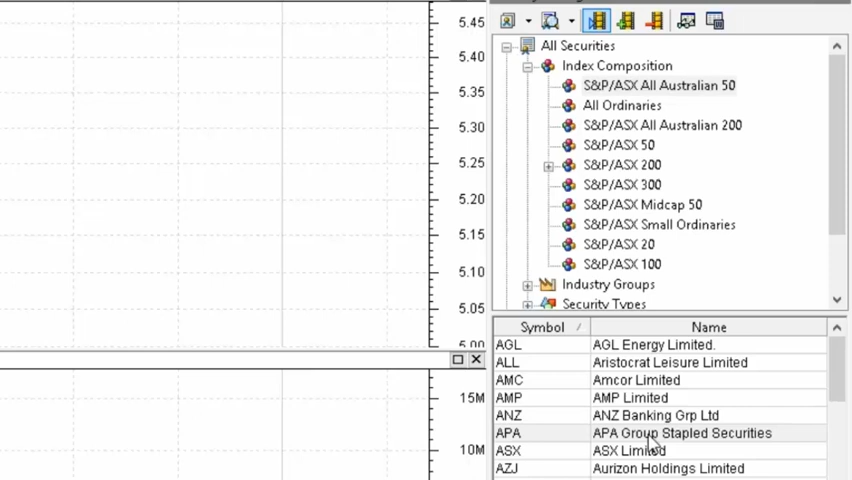 5.45
5.40
5.35
5.30
5.25
5.20
5.15
5.10
5.05
5.00
15M
10M
All Securities
Index Composition
S&P/ASX All Australian 50
All Ordinaries
S&P/ASX All Australian 200
S&P/ASX 50
S&P/ASX 200
S&P/ASX 300
S&P/ASX Midcap 50
S&P/ASX Small Ordinaries
S&P/ASX 20
S&P/ASX 100
Industry Groups
Security Types
Symbol Name
AGL AGL Energy Limited.
ALL Aristocrat Leisure Limited
AMC Amcor Limited
AMP AMP Limited
ANZ ANZ Banking Grp Ltd
APA APA Group Stapled Securities
ASX ASX Limited
AZJ Aurizon Holdings Limited